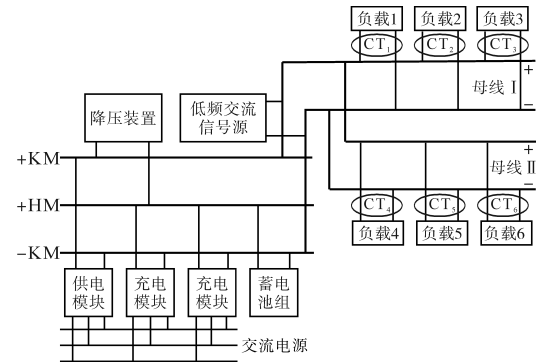 负载1 负载2 负载3
CT1 CT2 CT3
+
母线Ⅰ
−
降压装置
低频交流
信号源
+
母线Ⅱ
−
+KM
+HM
−KM
CT4 CT5 CT6
负载4 负载5 负载6
供电
模块
充电
模块
充电
模块
蓄电
池组
交流电源